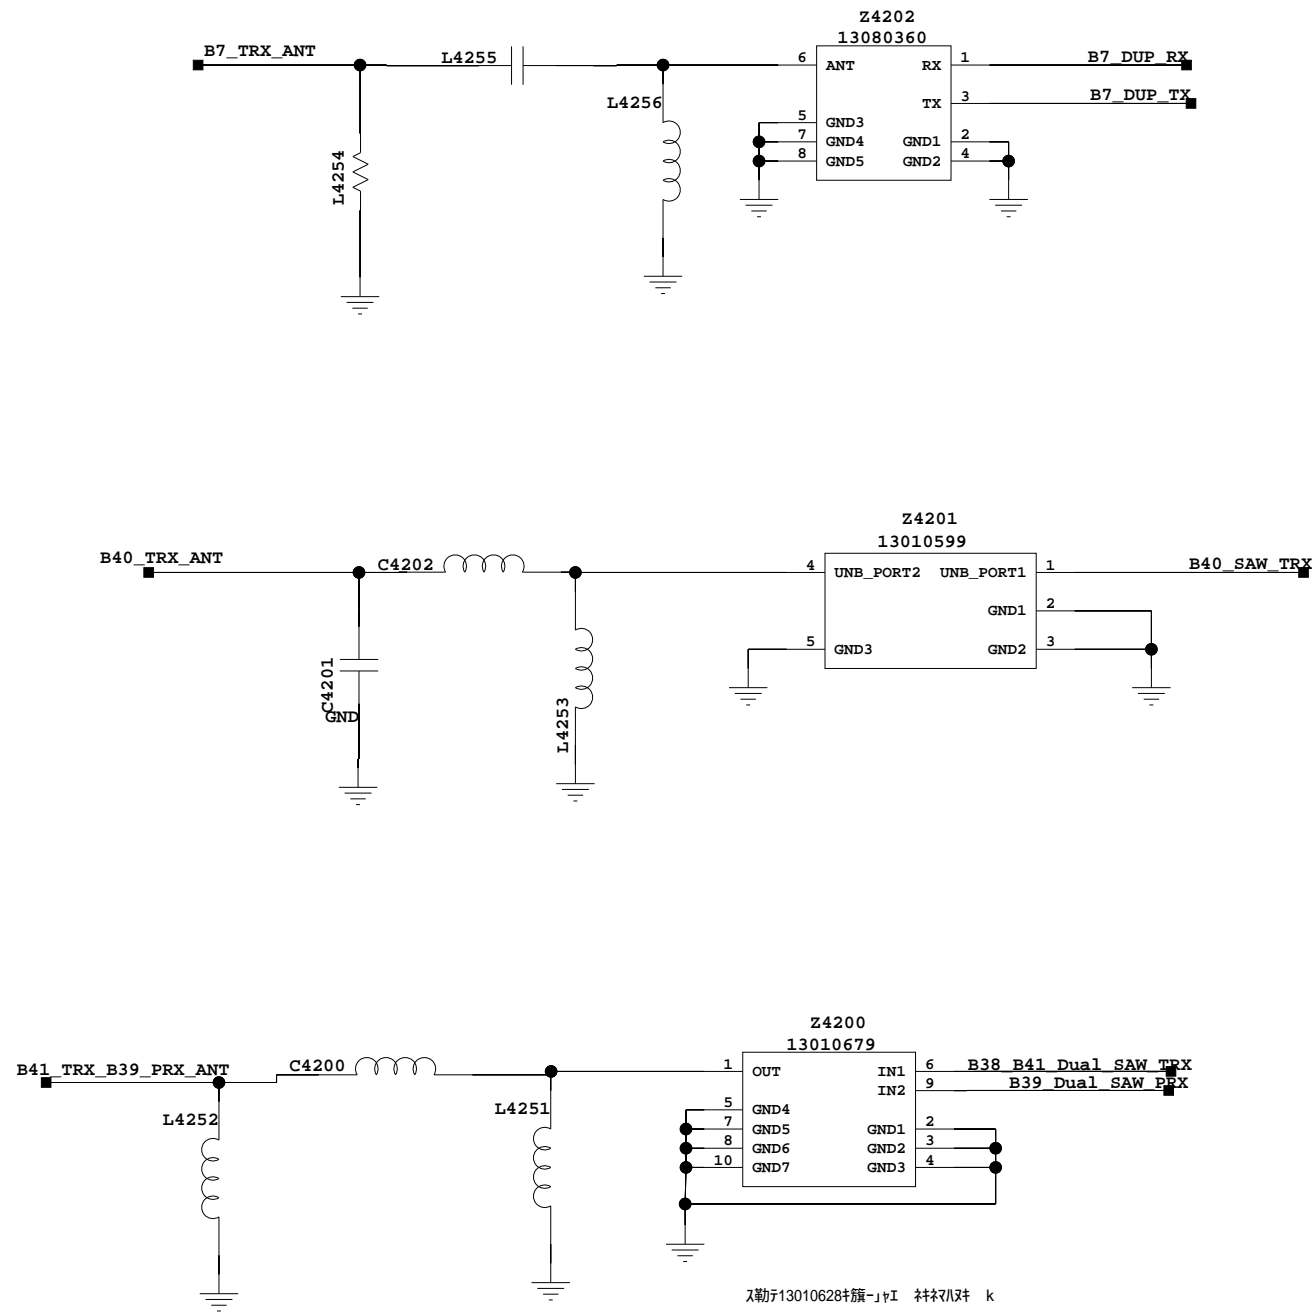 Z4202
13080360
B7_TRX_ANT
L4255
6
ANT
RX
1
B7_DUP_RX
L4256
TX
3
B7_DUP_TX
5
GND3
7
GND4
GND1
2
8
GND5
GND2
4
L4254
Z4201
13010599
B40_TRX_ANT
C4202
4
UNB_PORT2
UNB_PORT1
1
B40_SAW_TRX
GND1
2
5
GND3
GND2
3
C4201
GND
L4253
Z4200
13010679
B41_TRX_B39_PRX_ANT
C4200
1
OUT
IN1
6
B38_B41_Dual_SAW_TRX
IN2
9
B39_Dual_SAW_PRX
L4252
L4251
5
GND4
7
GND5
GND1
2
8
GND6
GND2
3
10
GND7
GND3
4
13010628
k